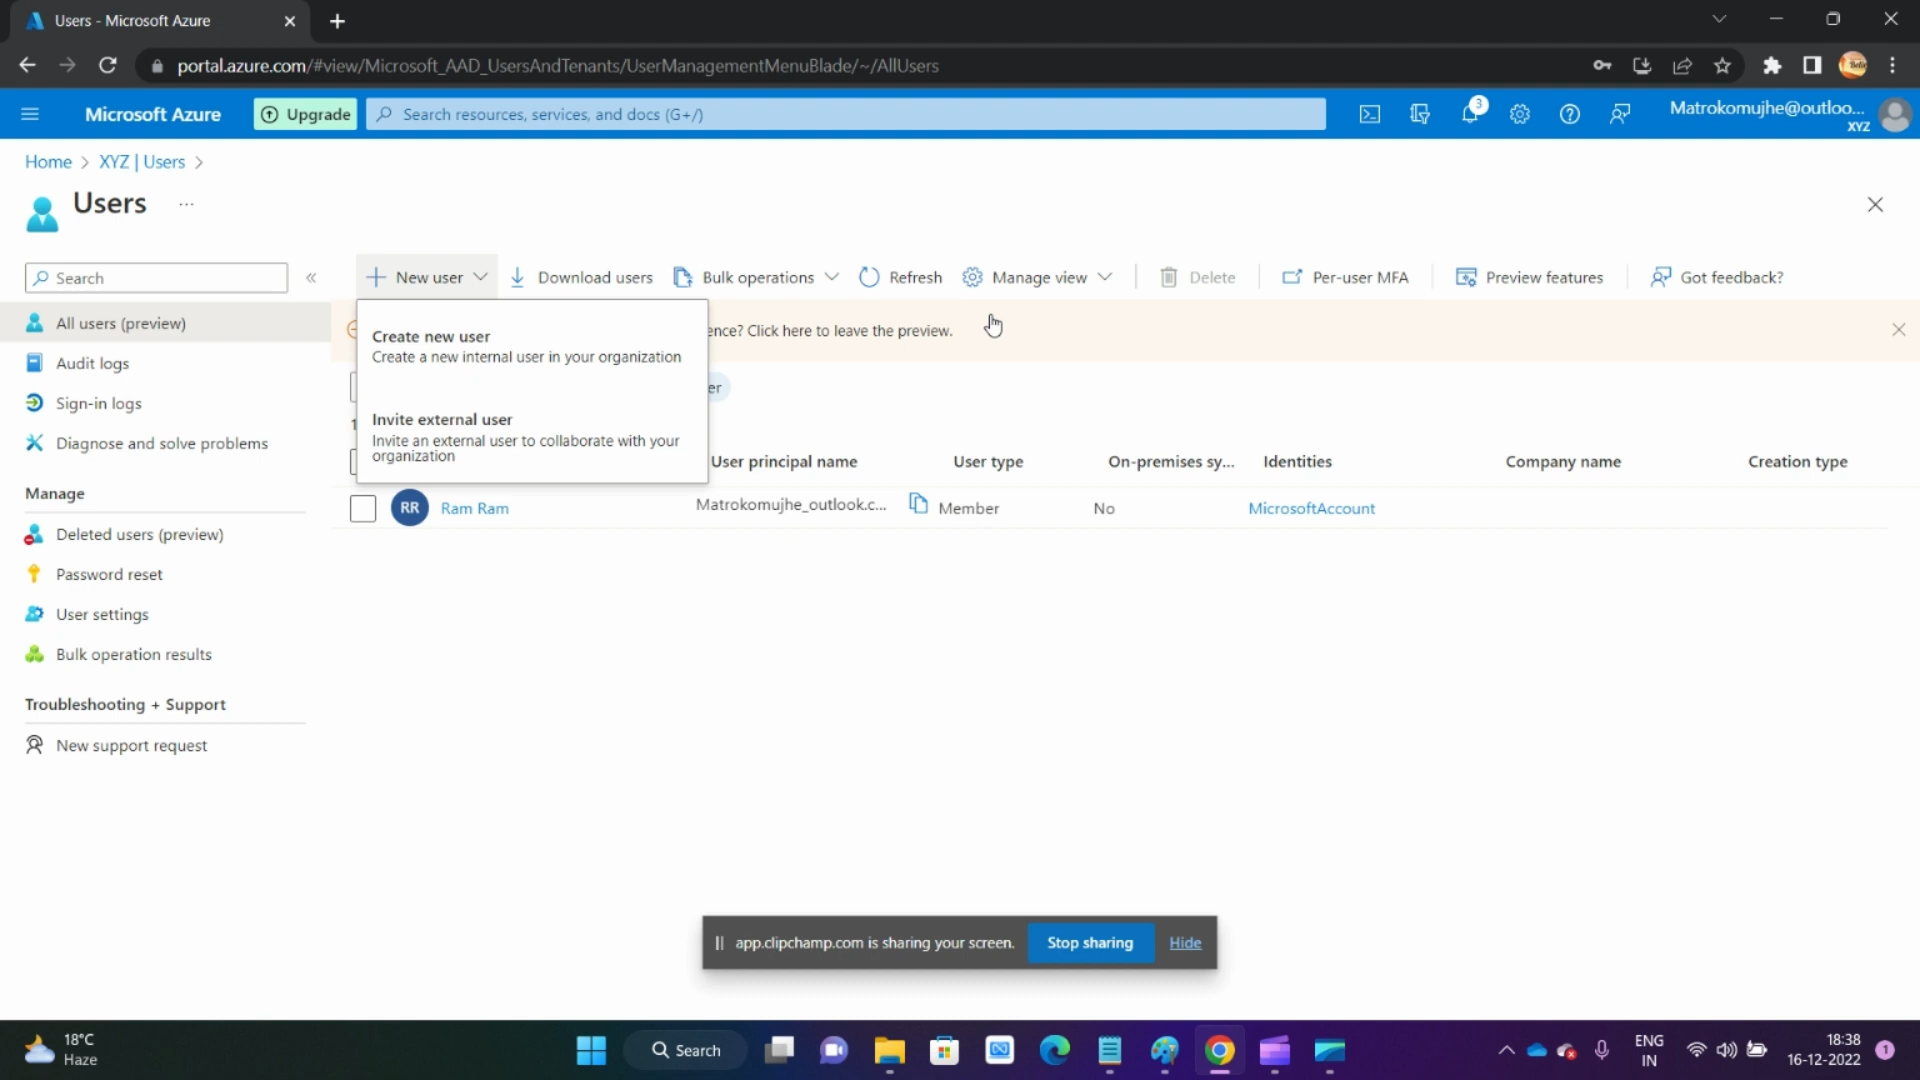 Users - Microsoft Azure
portal.azure.com/#view/Microsoft_AAD_UsersAndTenants/UserManagementMenuBlade/~/AllUsers
Microsoft Azure
Upgrade
Search resources, services, and docs (G+/)
3
Matrokomujhe@outloo...
XYZ
Home > XYZ | Users >
Users ...
Search
«
New user
Download users
Bulk operations
Refresh
Manage view
Delete
Per-user MFA
Preview features
Got feedback?
All users (preview)
Audit logs
Sign-in logs
Diagnose and solve problems
Manage
Deleted users (preview)
Password reset
User settings
Bulk operation results
Troubleshooting + Support
New support request
Create new user
Create a new internal user in your organization
Invite external user
Invite an external user to collaborate with your
organization
ence? Click here to leave the preview.
er
User principal name
User type
On-premises sy...
Identities
Company name
Creation type
RR
Ram Ram
Matrokomujhe_outlook.c...
Member
No
MicrosoftAccount
app.clipchamp.com is sharing your screen.
Stop sharing
Hide
18°C
Haze
Search
ENG
IN
18:38
16-12-2022
1